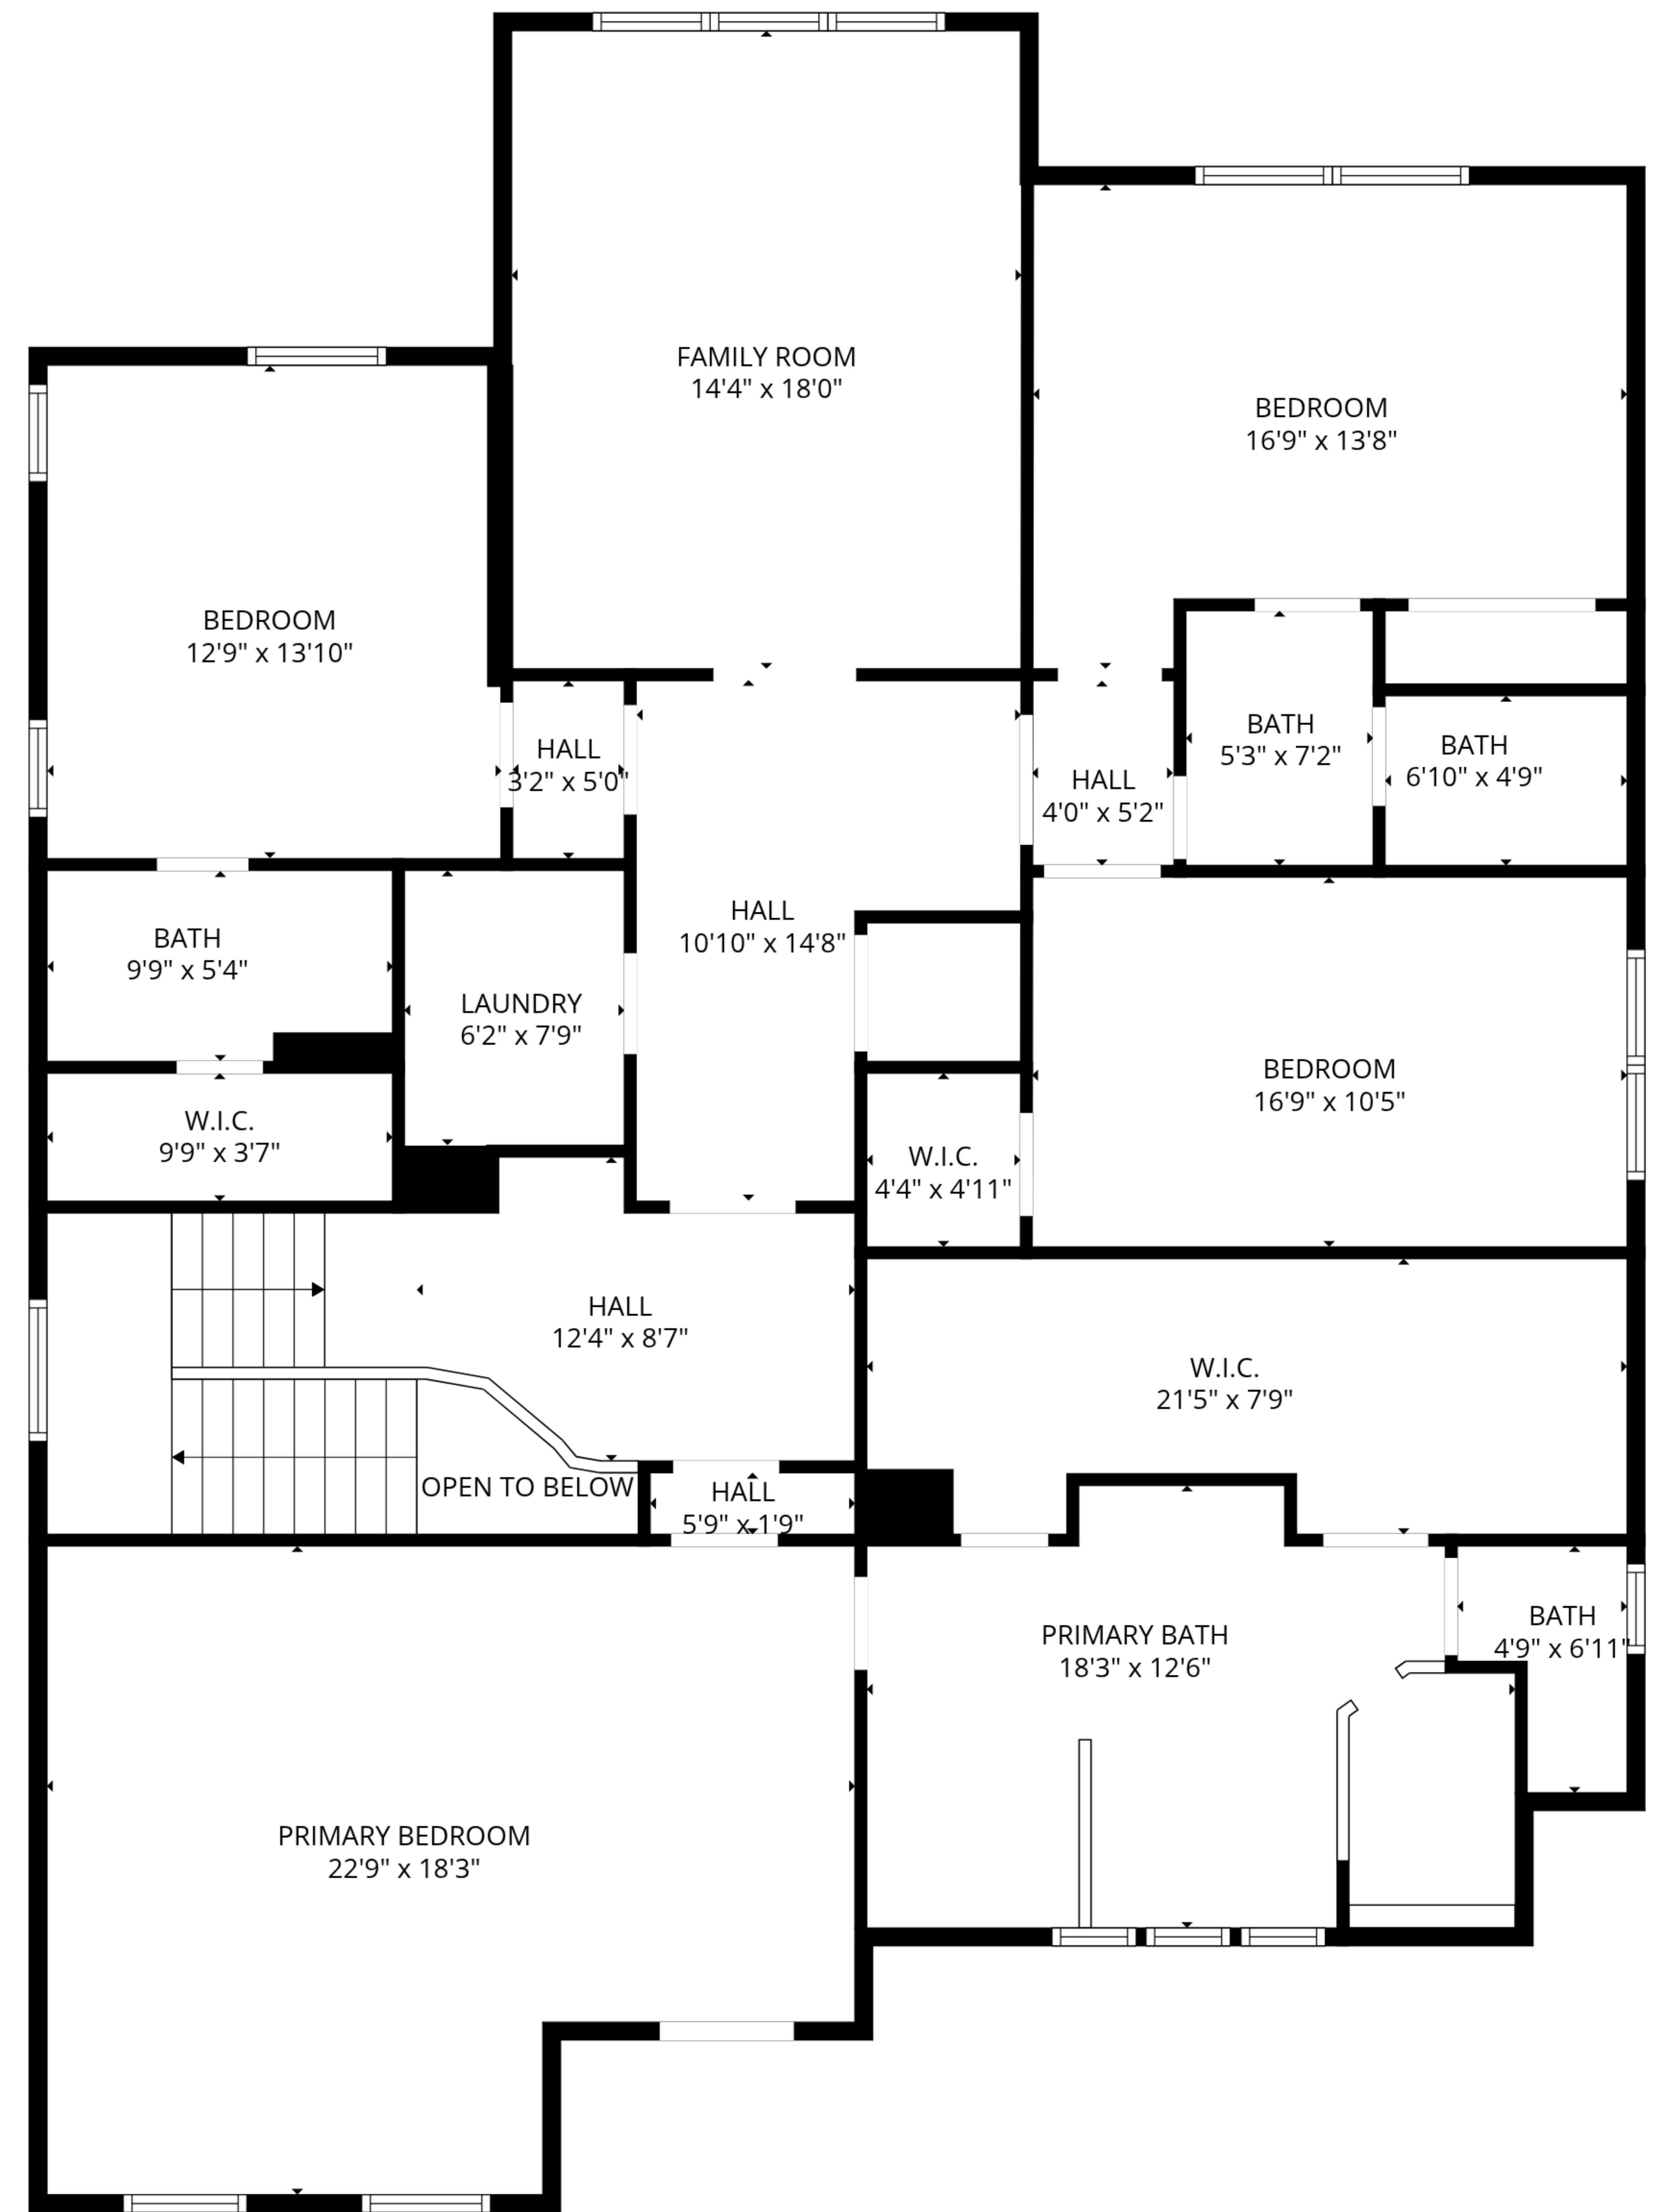 FAMILY ROOM
14'4" x 18'0"
BEDROOM
16'9" x 13'8"
BEDROOM
12'9" x 13'10"
HALL
3'2" x 5'0"
HALL
4'0" x 5'2"
BATH
5'3" x 7'2"
BATH
6'10" x 4'9"
HALL
10'10" x 14'8"
BATH
9'9" x 5'4"
LAUNDRY
6'2" x 7'9"
BEDROOM
16'9" x 10'5"
W.I.C.
9'9" x 3'7"
W.I.C.
4'4" x 4'11"
HALL
12'4" x 8'7"
W.I.C.
21'5" x 7'9"
OPEN TO BELOW
HALL
5'9" x 1'9"
PRIMARY BATH
18'3" x 12'6"
BATH
4'9" x 6'11"
PRIMARY BEDROOM
22'9" x 18'3"